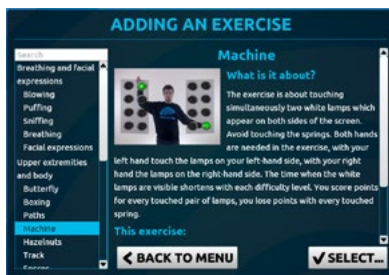 ADDING AN EXERCISE
Search
Breathing and facial
expressions
Blowing
Puffing
Sniffing
Breathing
Facial expressions
Upper extremities
and body
Butterfly
Boxing
Paths
Machine
Hazelnuts
Track
Machine
What is it about?
The exercise is about touching
simultaneously two white lamps which
appear on both sides of the screen.
Avoid touching the springs. Both hands
are needed in the exercise, with your
left hand touch the lamps on your left-hand side, with your right
hand the lamps on the right-hand side. The time when the white
lamps are visible shortens with each difficulty level. You score points
for every touched pair of lamps, you lose points with every touched
spring.
This exercise:
BACK TO MENU
SELECT...